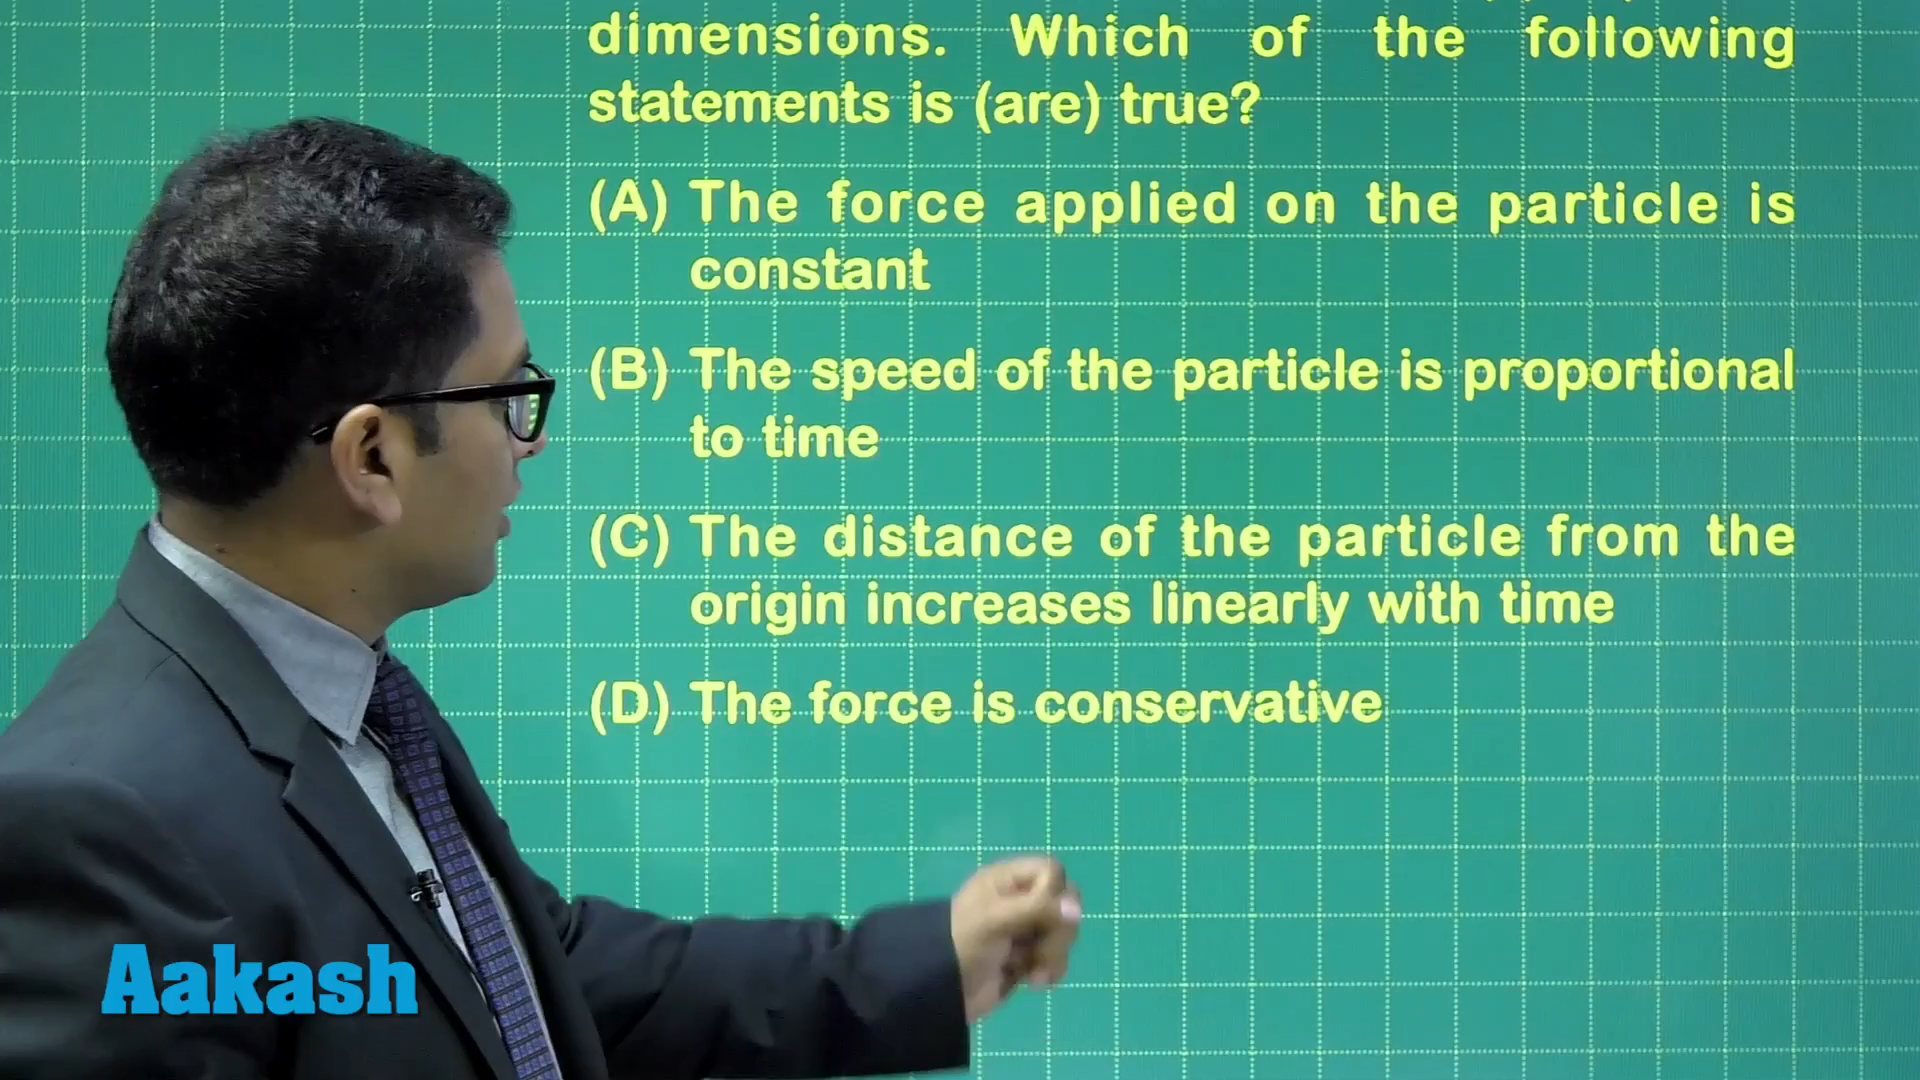 dimensions. Which of the following
statements is (are) true?
(A) The force applied on the particle is
constant
(B) The speed of the particle is proportional
to time
(C) The distance of the particle from the
origin increases linearly with time
(D) The force is conservative
Aakash